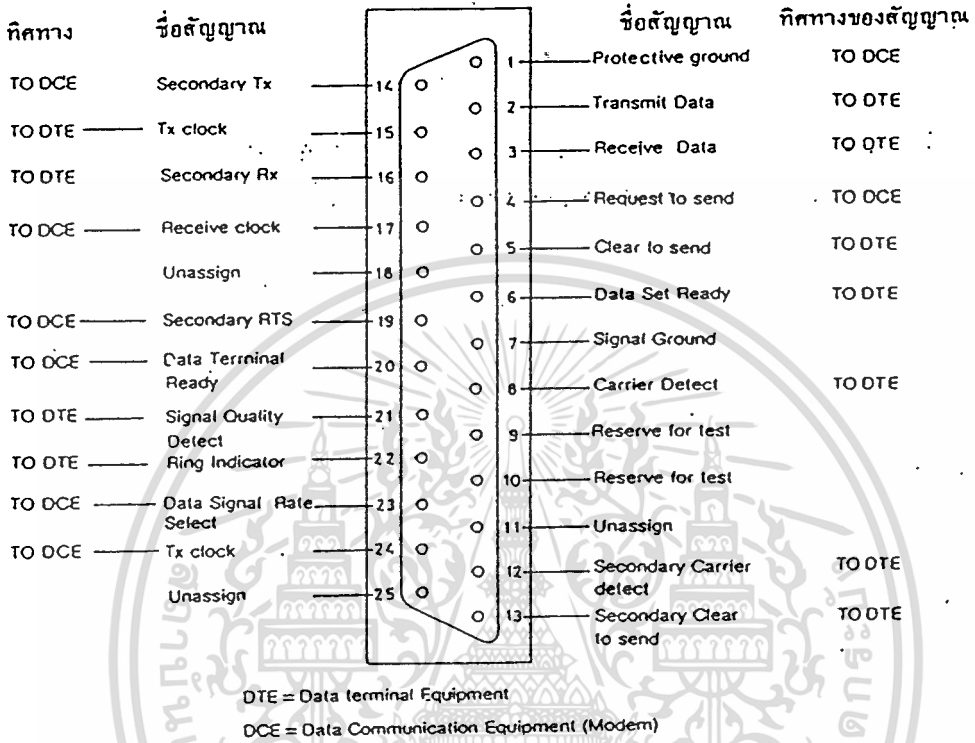 ทิศทาง ชื่อสัญญาณ ชื่อสัญญาณ ทิศทางของสัญญาณ
1 Protective ground TO DCE
TO DCE Secondary Tx 14
2 Transmit Data TO DTE
TO DTE Tx clock 15
3 Receive Data TO DTE
TO DTE Secondary Rx 16
4 Request to send TO DCE
TO DCE Receive clock 17
5 Clear to send TO DTE
Unassign 18
6 Data Set Ready TO DTE
TO DCE Secondary RTS 19
7 Signal Ground
TO DCE Data Terminal 20
Ready
8 Carrier Detect TO DTE
TO DTE Signal Quality 21
Detect
9 Reserve for test
TO DTE Ring Indicator 22
10 Reserve for test
TO DCE Data Signal Rate 23
Select
11 Unassign
TO DCE Tx clock 24
12 Secondary Carrier TO DTE
detect
Unassign 25
13 Secondary Clear TO DTE
to send
DTE = Data terminal Equipment
DCE = Data Communication Equipment (Modem)